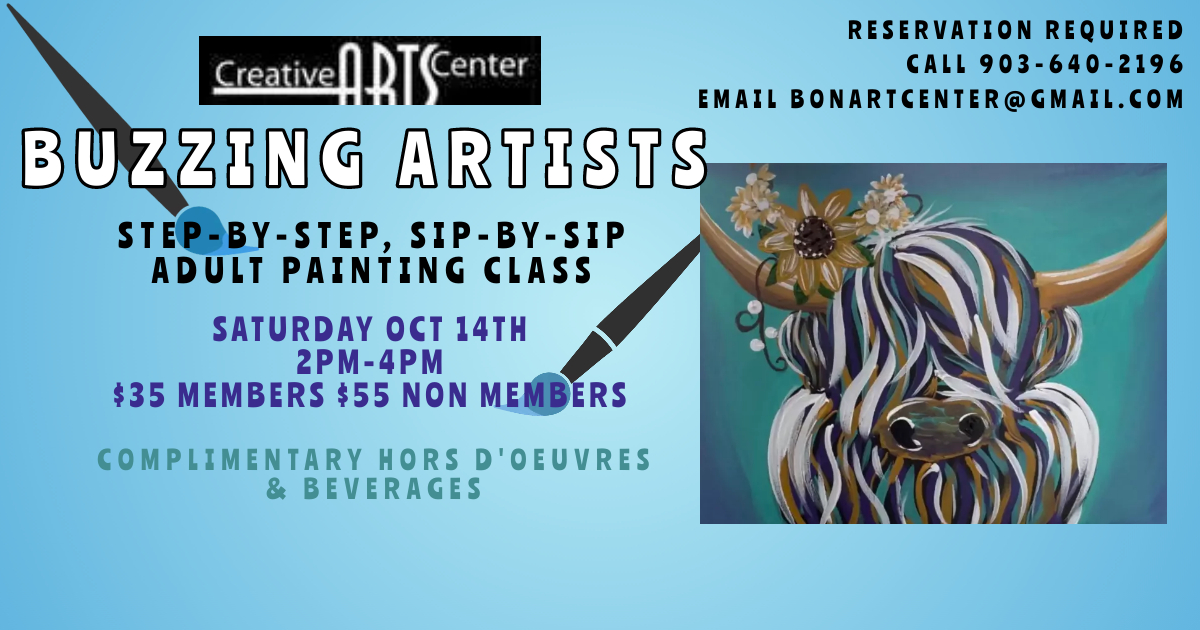 Creative ARTS Center
RESERVATION REQUIRED
CALL 903-640-2196
EMAIL BONARTCENTER@GMAIL.COM
BUZZING ARTISTS
STEP-BY-STEP, SIP-BY-SIP
ADULT PAINTING CLASS
SATURDAY OCT 14TH
2PM-4PM
$35 MEMBERS $55 NON MEMBERS
COMPLIMENTARY HORS D'OEUVRES
& BEVERAGES